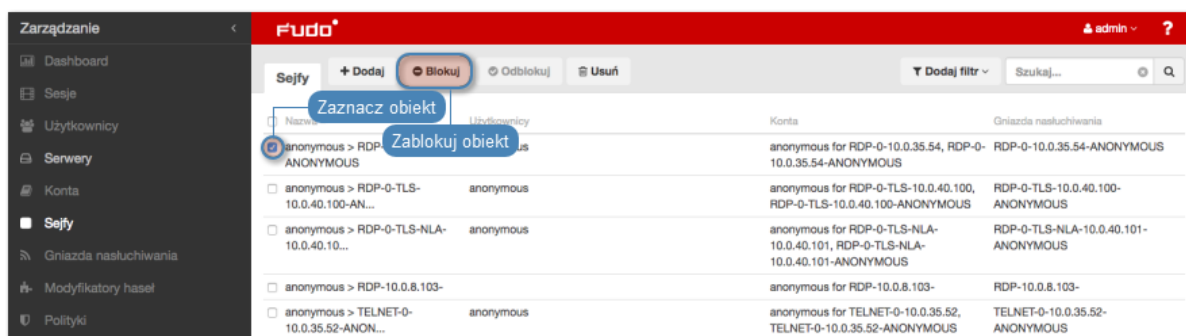 Zarządzanie
FUDO
admin
?
Dashboard
Sesje
Użytkownicy
Serwery
Konta
Sejfy
Gniazda nasłuchiwania
Modyfikatory haseł
Polityki
Sejfy
+ Dodaj
Blokuj
Odblokuj
Usuń
Dodaj filtr
Szukaj...
Zaznacz obiekt
Zablokuj obiekt
Nazwa
Użytkownicy
Konta
Gniazda nasłuchiwania
anonymous > RDP-
ANONYMOUS
anonymous for RDP-0-10.0.35.54, RDP-0-
10.0.35.54-ANONYMOUS
RDP-0-10.0.35.54-ANONYMOUS
anonymous > RDP-0-TLS-
10.0.40.100-AN...
anonymous
anonymous for RDP-0-TLS-10.0.40.100,
RDP-0-TLS-10.0.40.100-ANONYMOUS
RDP-0-TLS-10.0.40.100-
ANONYMOUS
anonymous > RDP-0-TLS-NLA-
10.0.40.10...
anonymous
anonymous for RDP-0-TLS-NLA-
10.0.40.101, RDP-0-TLS-NLA-
10.0.40.101-ANONYMOUS
RDP-0-TLS-NLA-10.0.40.101-
ANONYMOUS
anonymous > RDP-10.0.8.103-
anonymous for RDP-10.0.8.103-
RDP-10.0.8.103-
anonymous > TELNET-0-
10.0.35.52-ANON...
anonymous
anonymous for TELNET-0-10.0.35.52,
TELNET-0-10.0.35.52-ANONYMOUS
TELNET-0-10.0.35.52-
ANONYMOUS